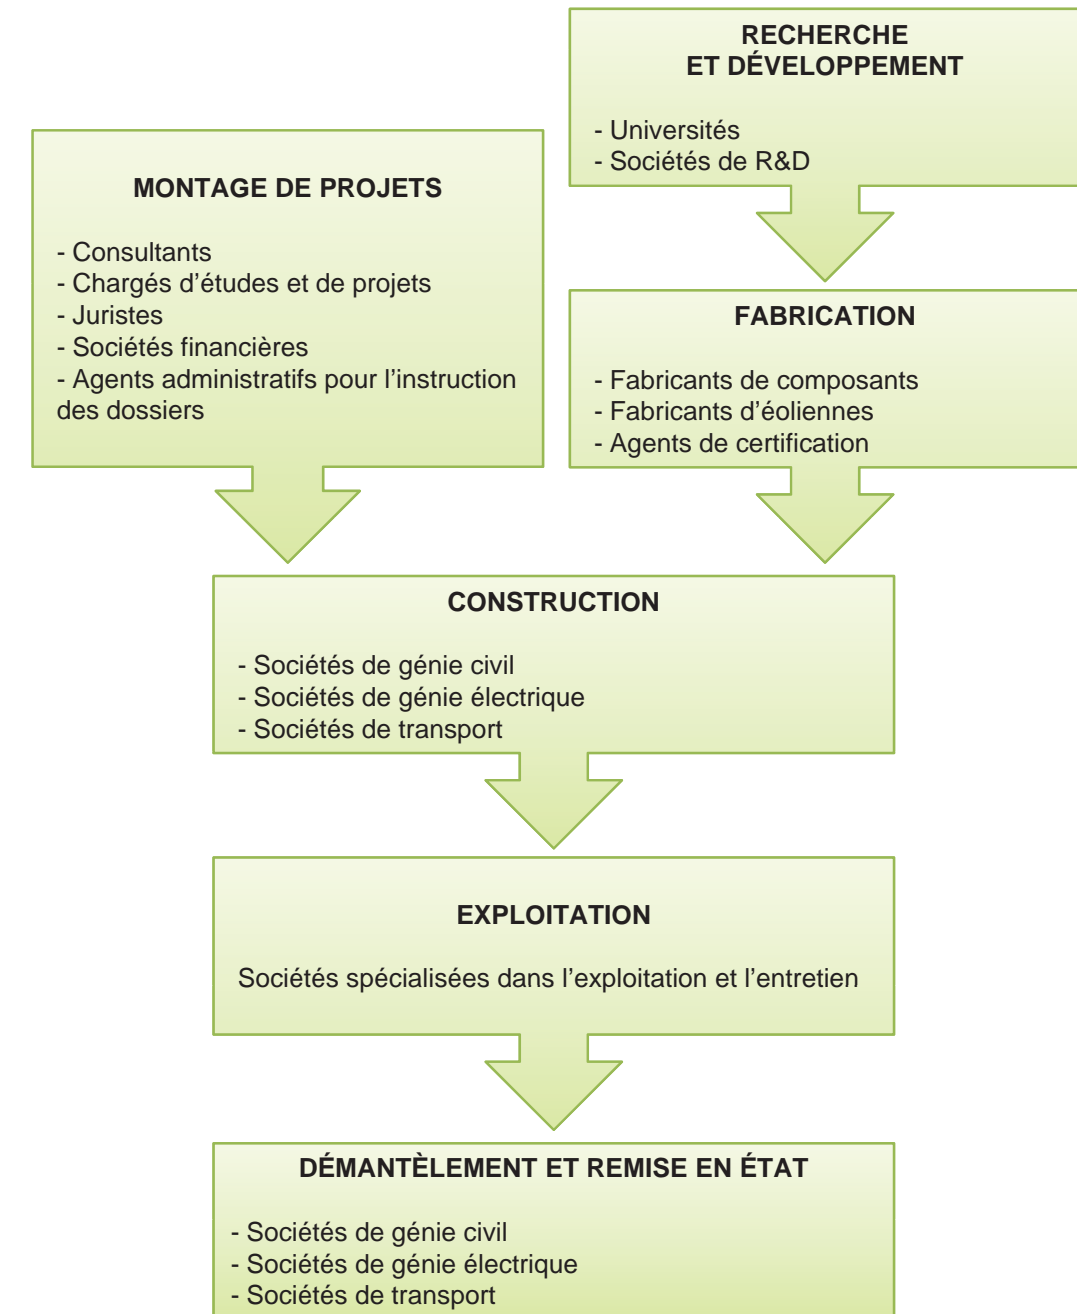 RECHERCHE
ET DÉVELOPPEMENT
- Universités
- Sociétés de R&D
MONTAGE DE PROJETS
- Consultants
- Chargés d’études et de projets
- Juristes
- Sociétés financières
- Agents administratifs pour l’instruction
des dossiers
FABRICATION
- Fabricants de composants
- Fabricants d’éoliennes
- Agents de certification
CONSTRUCTION
- Sociétés de génie civil
- Sociétés de génie électrique
- Sociétés de transport
EXPLOITATION
Sociétés spécialisées dans l’exploitation et l’entretien
DÉMANTÈLEMENT ET REMISE EN ÉTAT
- Sociétés de génie civil
- Sociétés de génie électrique
- Sociétés de transport